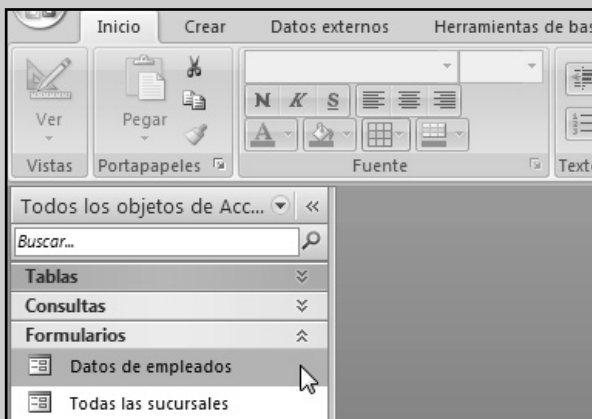 Inicio Crear Datos externos Herramientas de bas
N K S
A
Ver Pegar
Vistas Portapapeles Fuente Text
Todos los objetos de Acc...
Buscar...
Tablas
Consultas
Formularios
Datos de empleados
Todas las sucursales